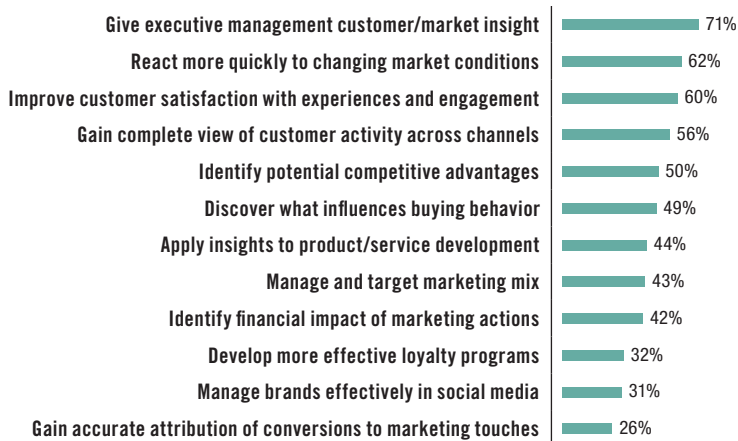 Give executive management customer/market insight 71%
React more quickly to changing market conditions 62%
Improve customer satisfaction with experiences and engagement 60%
Gain complete view of customer activity across channels 56%
Identify potential competitive advantages 50%
Discover what influences buying behavior 49%
Apply insights to product/service development 44%
Manage and target marketing mix 43%
Identify financial impact of marketing actions 42%
Develop more effective loyalty programs 32%
Manage brands effectively in social media 31%
Gain accurate attribution of conversions to marketing touches 26%